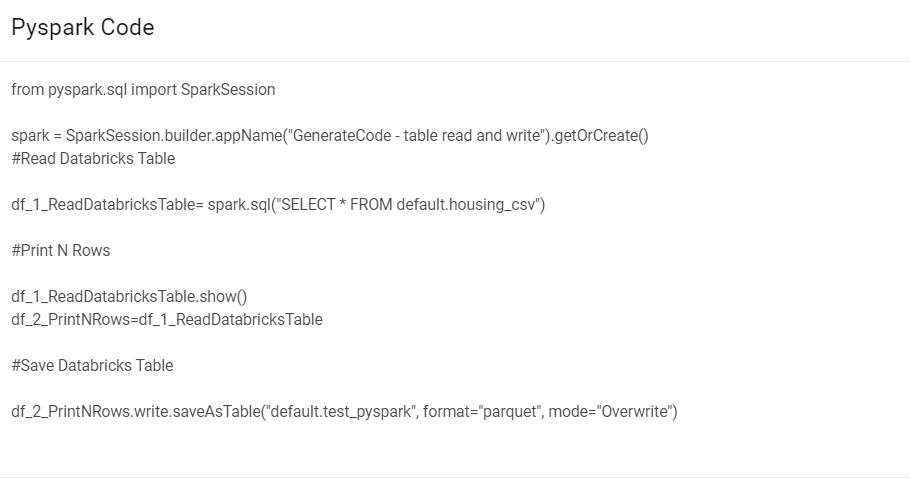 Pyspark Code
from pyspark.sql import SparkSession
spark = SparkSession.builder.appName("GenerateCode - table read and write").getOrCreate()
#Read Databricks Table
df_1_ReadDatabricksTable= spark.sql("SELECT * FROM default.housing_csv")
#Print N Rows
df_1_ReadDatabricksTable.show()
df_2_PrintNRows=df_1_ReadDatabricksTable
#Save Databricks Table
df_2_PrintNRows.write.saveAsTable("default.test_pyspark", format="parquet", mode="Overwrite")